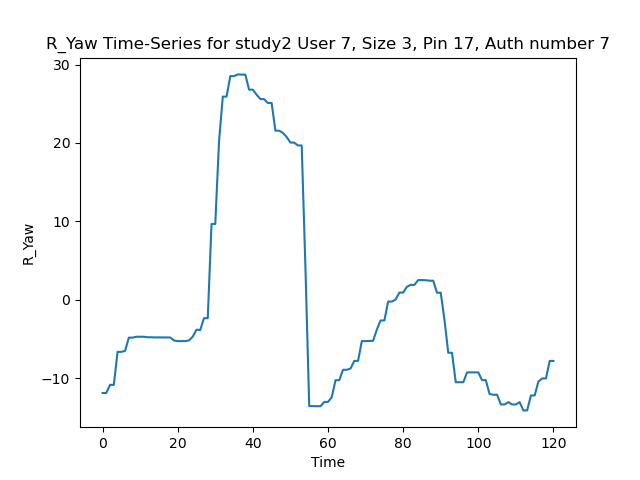 R_Yaw Time-Series for study2 User 7, Size 3, Pin 17, Auth number 7
30
20
10
0
−10
R_Yaw
0 20 40 60 80 100 120
Time